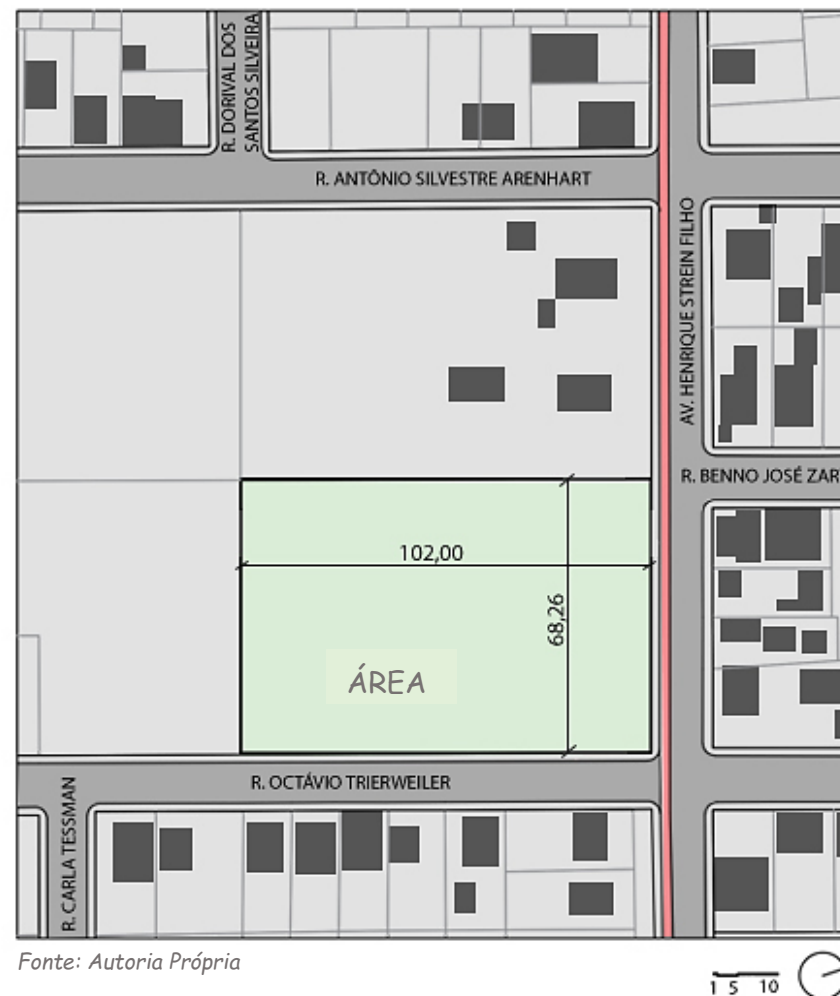 R. DORIVAL DOS
SANTOS SILVEIRA
R. ANTÔNIO SILVESTRE ARENHART
AV. HENRIQUE STREIN FILHO
R. BENNO JOSÉ ZAR
102,00
68,26
ÁREA
R. OCTÁVIO TRIERWEILER
R. CARLA TESSMAN
Fonte: Autoria Própria
1 5 10